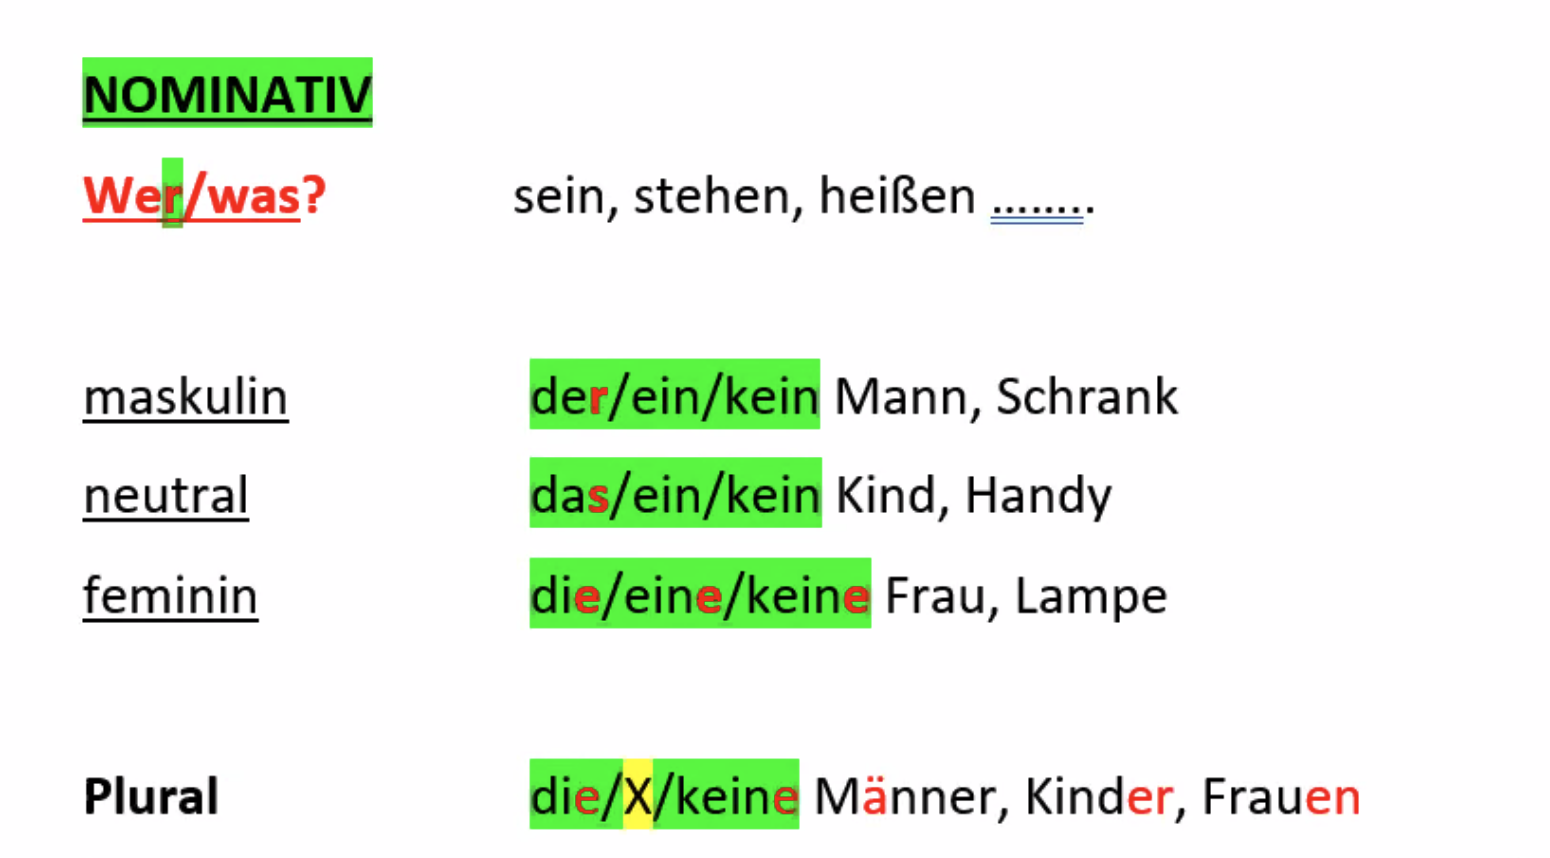 NOMINATIV
Wer/was? sein, stehen, heißen ……..
maskulin der/ein/kein Mann, Schrank
neutral das/ein/kein Kind, Handy
feminin die/eine/keine Frau, Lampe
Plural die/X/keine Männer, Kinder, Frauen